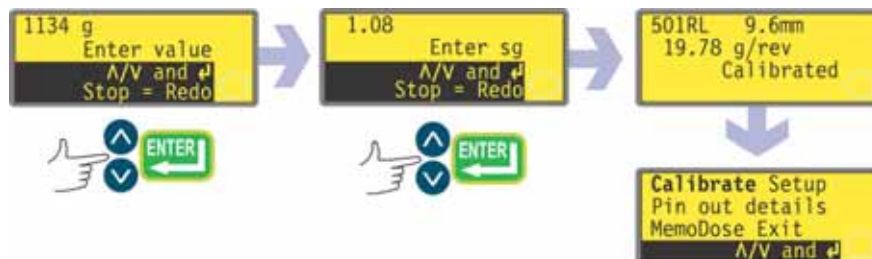 1134 g
Enter value
Λ/V and ↵
Stop = Redo
ENTER
1.08
Enter sg
Λ/V and ↵
Stop = Redo
ENTER
501RL 9.6mm
19.78 g/rev
Calibrated
Calibrate Setup
Pin out details
MemoDose Exit
Λ/V and ↵